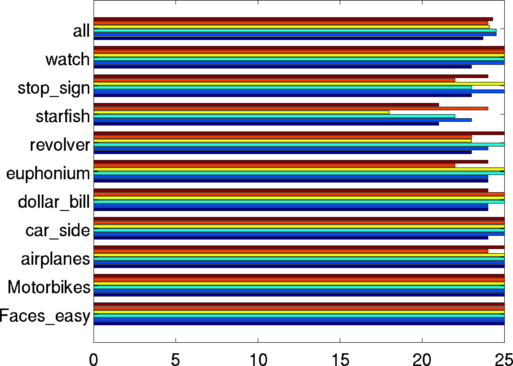 all
watch
stop_sign
starfish
revolver
euphonium
dollar_bill
car_side
airplanes
Motorbikes
Faces_easy
0 5 10 15 20 25